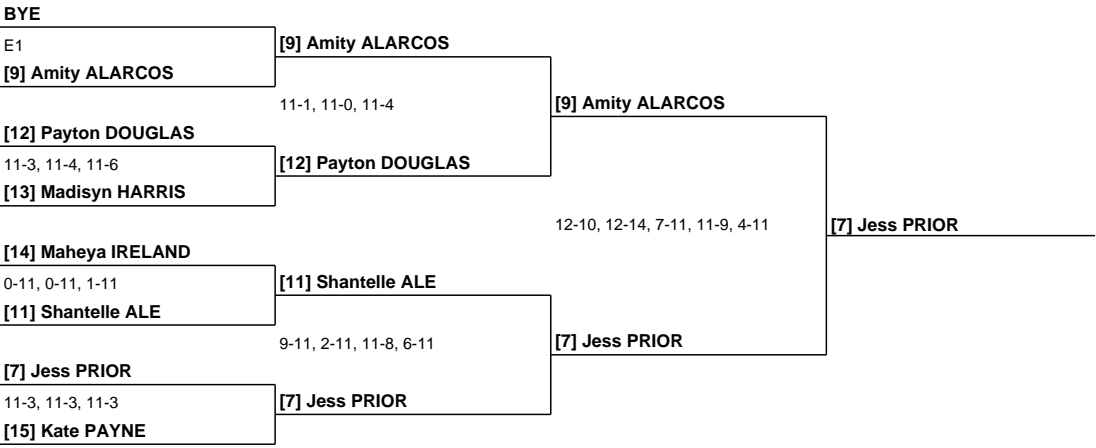 BYE
E1
[9] Amity ALARCOS
[9] Amity ALARCOS
11-1, 11-0, 11-4
[9] Amity ALARCOS
[12] Payton DOUGLAS
11-3, 11-4, 11-6
[12] Payton DOUGLAS
[13] Madisyn HARRIS
12-10, 12-14, 7-11, 11-9, 4-11
[7] Jess PRIOR
[14] Maheya IRELAND
0-11, 0-11, 1-11
[11] Shantelle ALE
[11] Shantelle ALE
9-11, 2-11, 11-8, 6-11
[7] Jess PRIOR
[7] Jess PRIOR
11-3, 11-3, 11-3
[7] Jess PRIOR
[15] Kate PAYNE